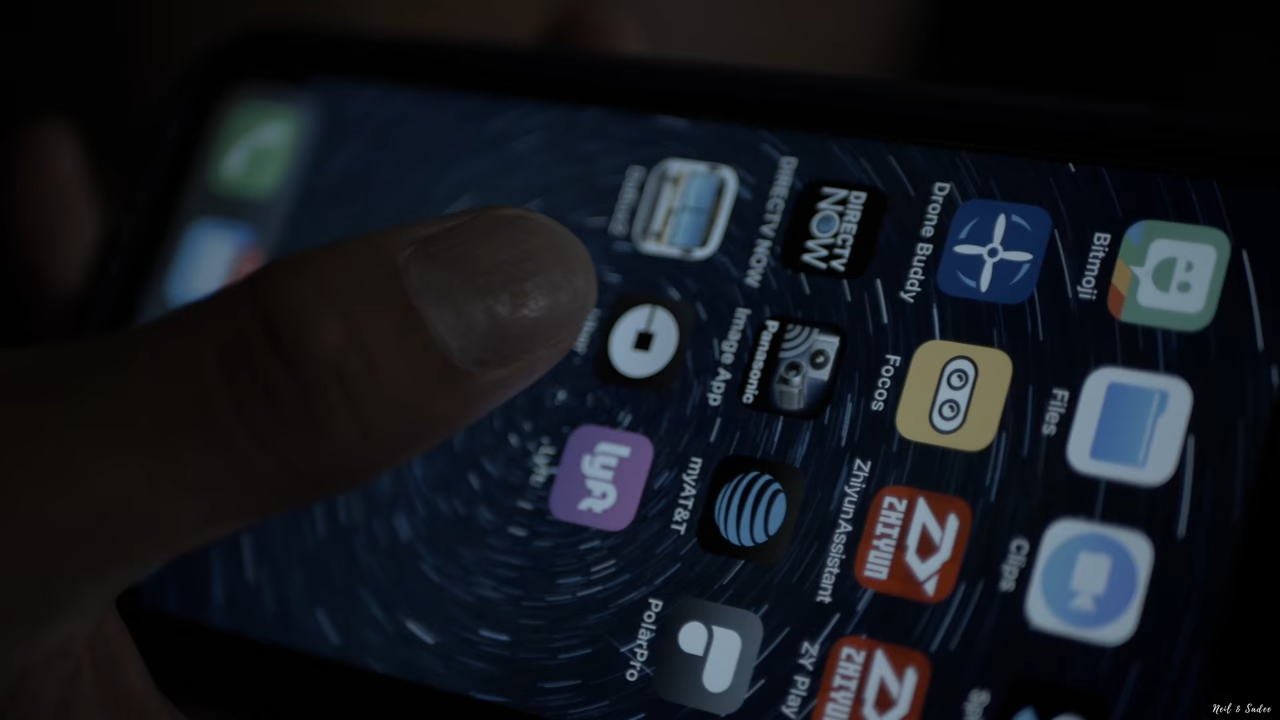 Bitmoji
Files
Clips
Drone Buddy
Focos
ZhiyunAssistant
ZHIYUN
ZY Play
ZHIYUN
DIRECTV NOW
DIRECTV
NOW
Image App
Panasonic
myAT&T
PolarPro
lyft
Lyft
Neil & Sadee